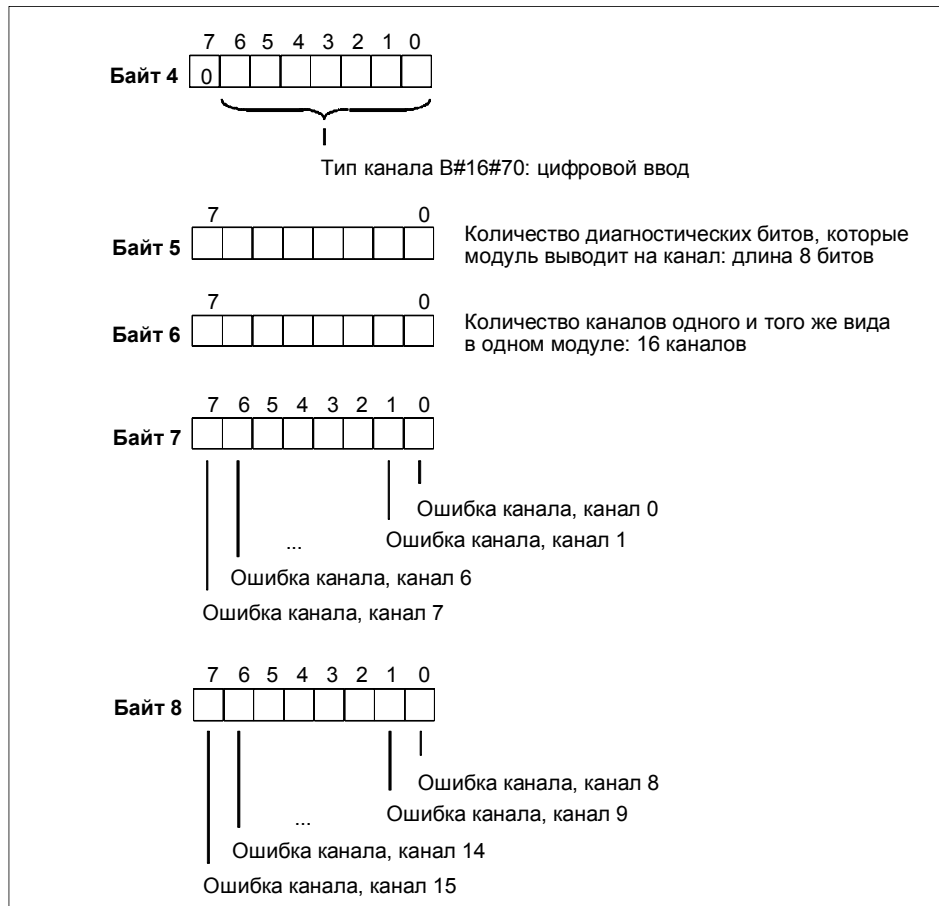 7 6 5 4 3 2 1 0
Байт 4 0
Тип канала B#16#70: цифровой ввод
7 0
Байт 5
Количество диагностических битов, которые
модуль выводит на канал: длина 8 битов
7 0
Байт 6
Количество каналов одного и того же вида
в одном модуле: 16 каналов
7 6 5 4 3 2 1 0
Байт 7
Ошибка канала, канал 0
... Ошибка канала, канал 1
Ошибка канала, канал 6
Ошибка канала, канал 7
7 6 5 4 3 2 1 0
Байт 8
Ошибка канала, канал 8
... Ошибка канала, канал 9
Ошибка канала, канал 14
Ошибка канала, канал 15